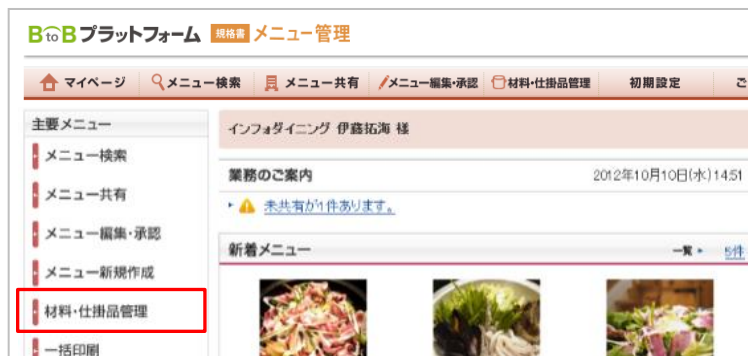 BtoBプラットフォーム 規格書 メニュー管理
マイページ メニュー検索 メニュー共有 メニュー編集・承認 材料・仕掛品管理 初期設定 ご
主要メニュー
メニュー検索
メニュー共有
メニュー編集・承認
メニュー新規作成
材料・仕掛品管理
一括印刷
インフォダイニング 伊藤拓海 様
業務のご案内 2012年10月10日(水)14:51
未共有が1件あります。
新着メニュー 一覧 5件